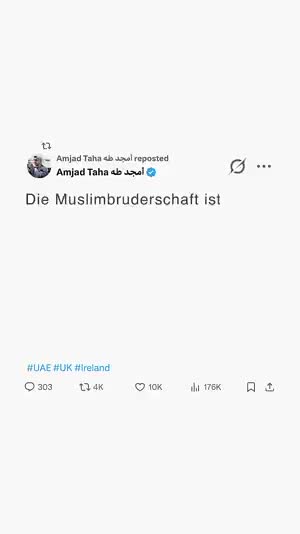 Amjad Taha أمجد طه reposted
Amjad Taha أمجد طه
Die Muslimbruderschaft ist
#UAE #UK #Ireland
303 4K 10K 176K